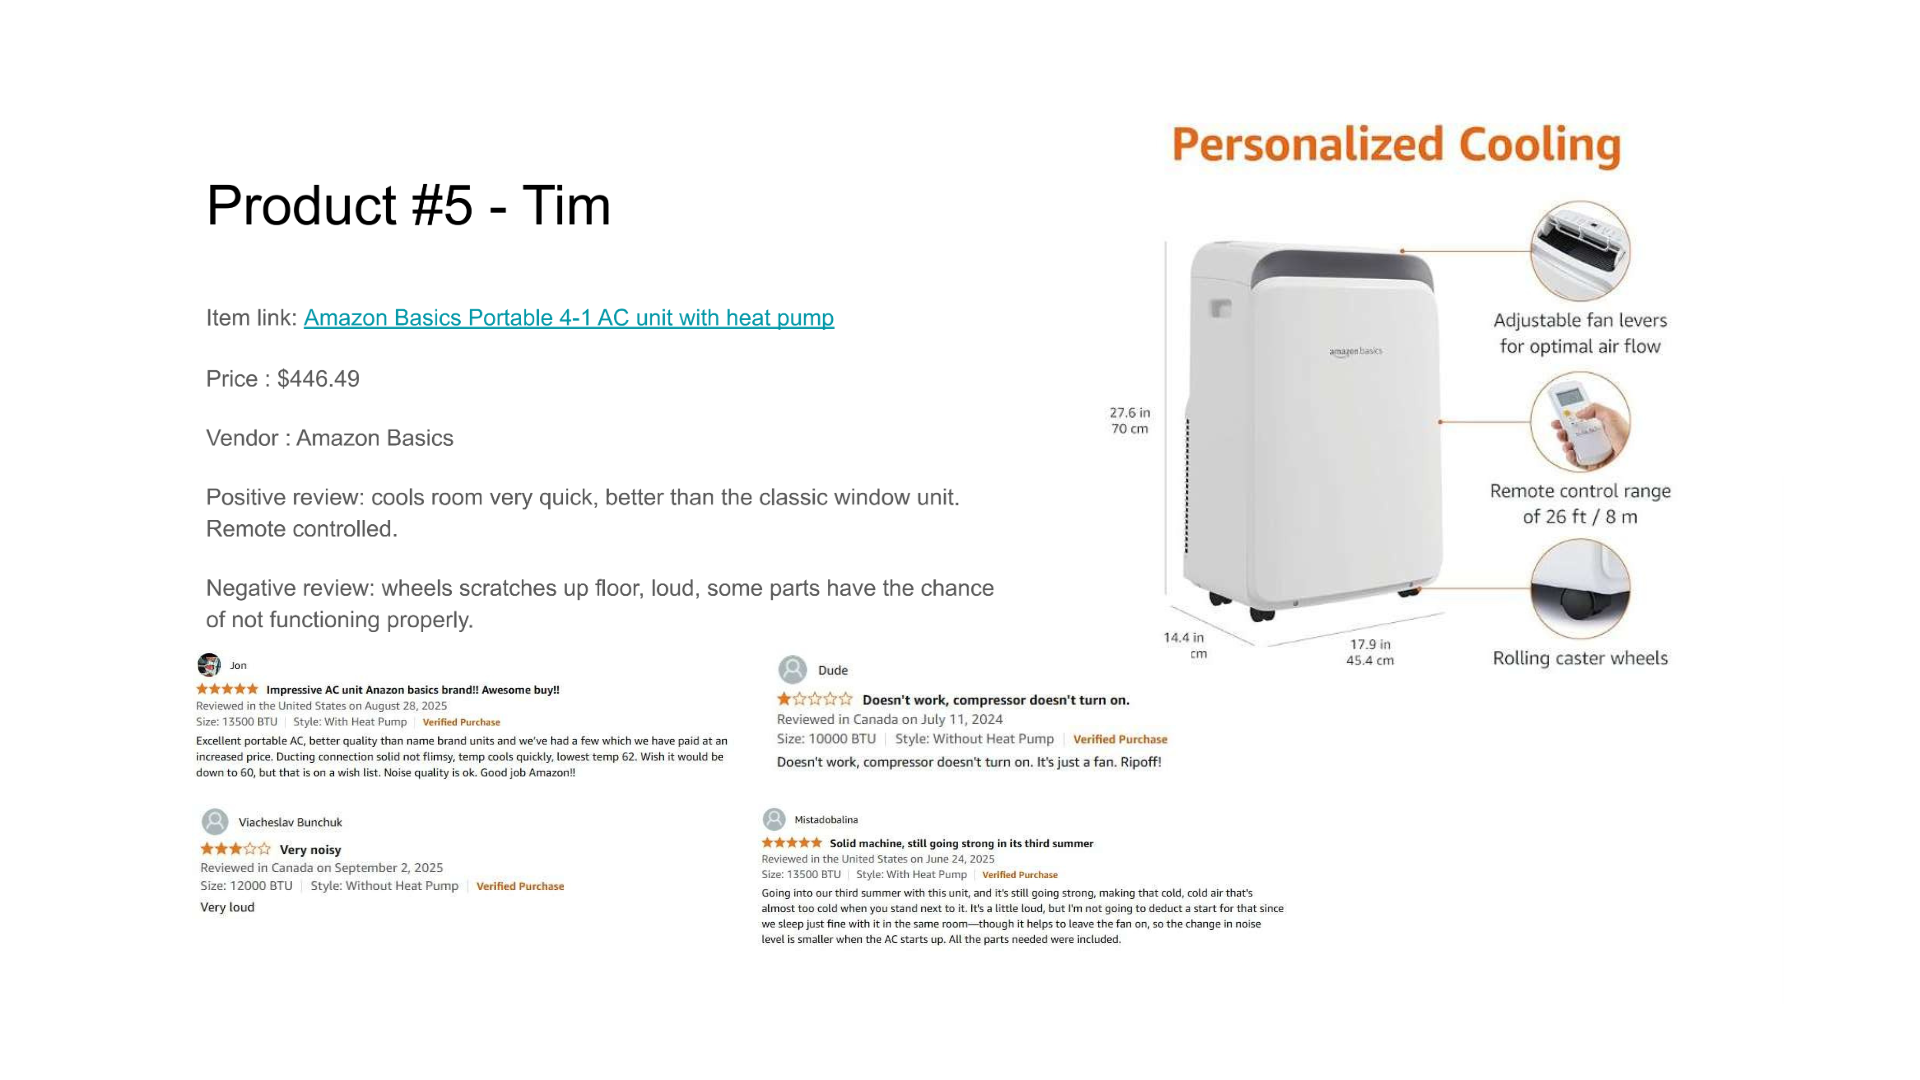 Personalized Cooling
Product #5 - Tim
Item link: Amazon Basics Portable 4-1 AC unit with heat pump
Price : $446.49
Vendor : Amazon Basics
Positive review: cools room very quick, better than the classic window unit.
Remote controlled.
Negative review: wheels scratches up floor, loud, some parts have the chance
of not functioning properly.
amazon basics
27.6 in
70 cm
14.4 in
cm
17.9 in
45.4 cm
Adjustable fan levers
for optimal air flow
Remote control range
of 26 ft / 8 m
Rolling caster wheels
Jon
Impressive AC unit Anazon basics brand!! Awesome buy!!
Reviewed in the United States on August 28, 2025
Size: 13500 BTU | Style: With Heat Pump | Verified Purchase
Excellent portable AC, better quality than name brand units and we've had a few which we have paid at an
increased price. Ducting connection solid not flimsy, temp cools quickly, lowest temp 62. Wish it would be
down to 60, but that is on a wish list. Noise quality is ok. Good job Amazon!!
Dude
Doesn't work, compressor doesn't turn on.
Reviewed in Canada on July 11, 2024
Size: 10000 BTU | Style: Without Heat Pump | Verified Purchase
Doesn't work, compressor doesn't turn on. It's just a fan. Ripoff!
Viacheslav Bunchuk
Very noisy
Reviewed in Canada on September 2, 2025
Size: 12000 BTU | Style: Without Heat Pump | Verified Purchase
Very loud
Mistadobalina
Solid machine, still going strong in its third summer
Reviewed in the United States on June 24, 2025
Size: 13500 BTU | Style: With Heat Pump | Verified Purchase
Going into our third summer with this unit, and it's still going strong, making that cold, cold air that's
almost too cold when you stand next to it. It's a little loud, but I'm not going to deduct a start for that since
we sleep just fine with it in the same room—though it helps to leave the fan on, so the change in noise
level is smaller when the AC starts up. All the parts needed were included.